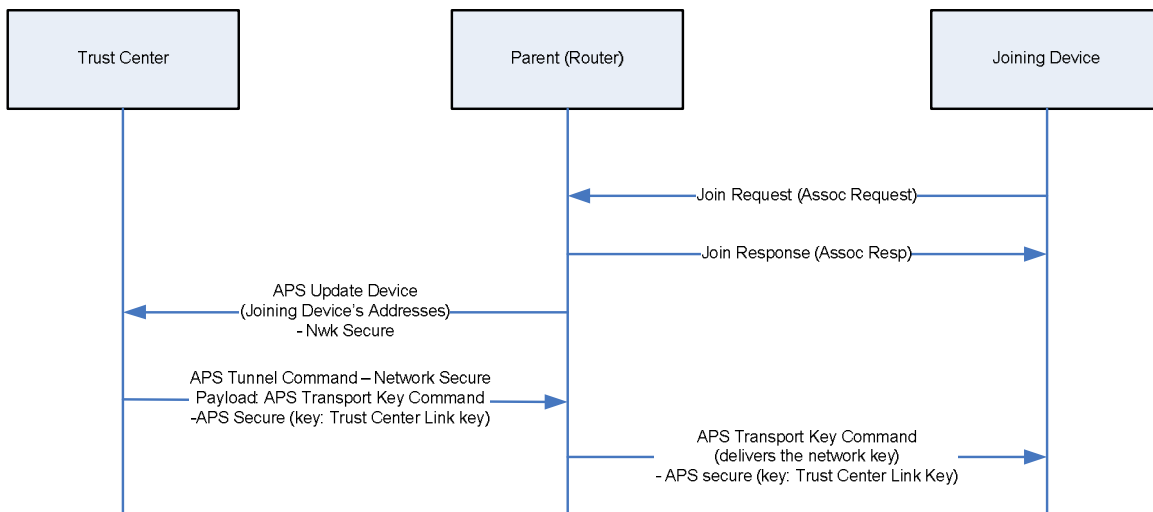 Trust Center
Parent (Router)
Joining Device
Join Request (Assoc Request)
Join Response (Assoc Resp)
APS Update Device
(Joining Device's Addresses)
- Nwk Secure
APS Tunnel Command – Network Secure
Payload: APS Transport Key Command
-APS Secure (key: Trust Center Link key)
APS Transport Key Command
(delivers the network key)
- APS secure (key: Trust Center Link Key)